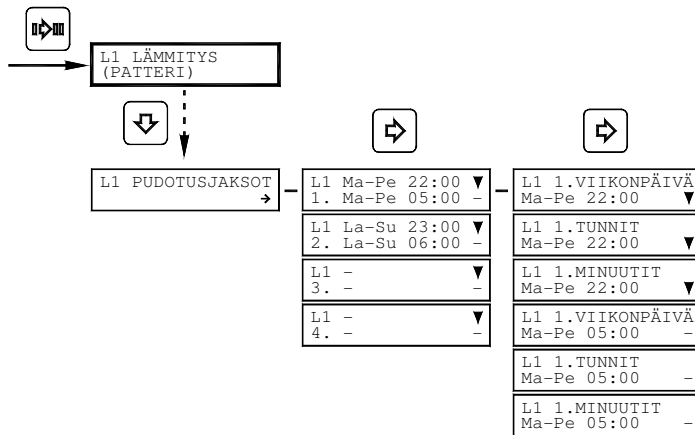 L1 LÄMMITYS
(PATTERI)
L1 PUDOTUSJAKSOT
→
L1 Ma-Pe 22:00 ▼
1. Ma-Pe 05:00 -
L1 La-Su 23:00 ▼
2. La-Su 06:00 -
L1 - ▼
3. - -
L1 - ▼
4. - -
L1 1.VIIKONPÄIVÄ
Ma-Pe 22:00 ▼
L1 1.TUNNIT
Ma-Pe 22:00 ▼
L1 1.MINUUTIT
Ma-Pe 22:00 ▼
L1 1.VIIKONPÄIVÄ
Ma-Pe 05:00 -
L1 1.TUNNIT
Ma-Pe 05:00 -
L1 1.MINUUTIT
Ma-Pe 05:00 -